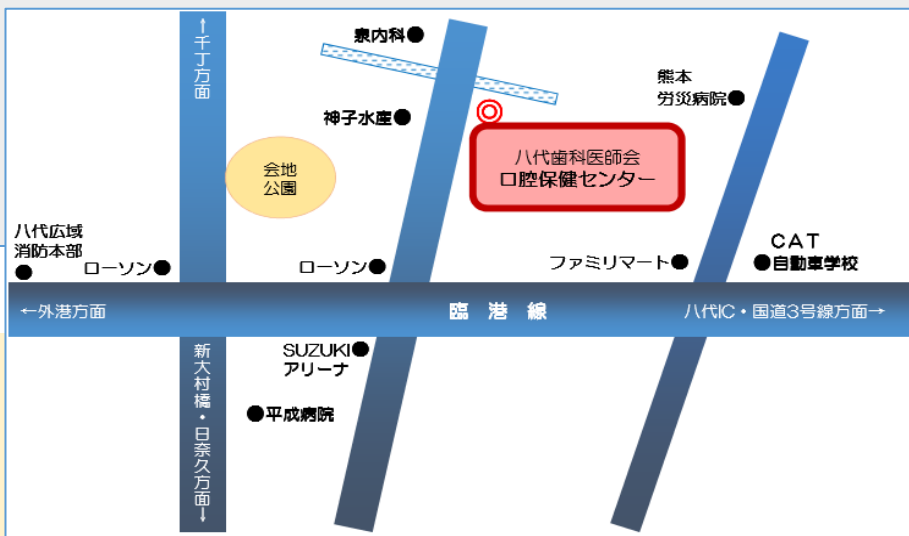 ←千丁方面
泉内科●
熊本
労災病院●
神子水産●
◎
八代歯科医師会
口腔保健センター
会地
公園
八代広域
消防本部
●
ローソン●
ローソン●
ファミリマート●
CAT
●自動車学校
←外港方面
臨港線
八代IC・国道3号線方面→
新大村橋・日奈久方面→
SUZUKI●
アリーナ
●平成病院